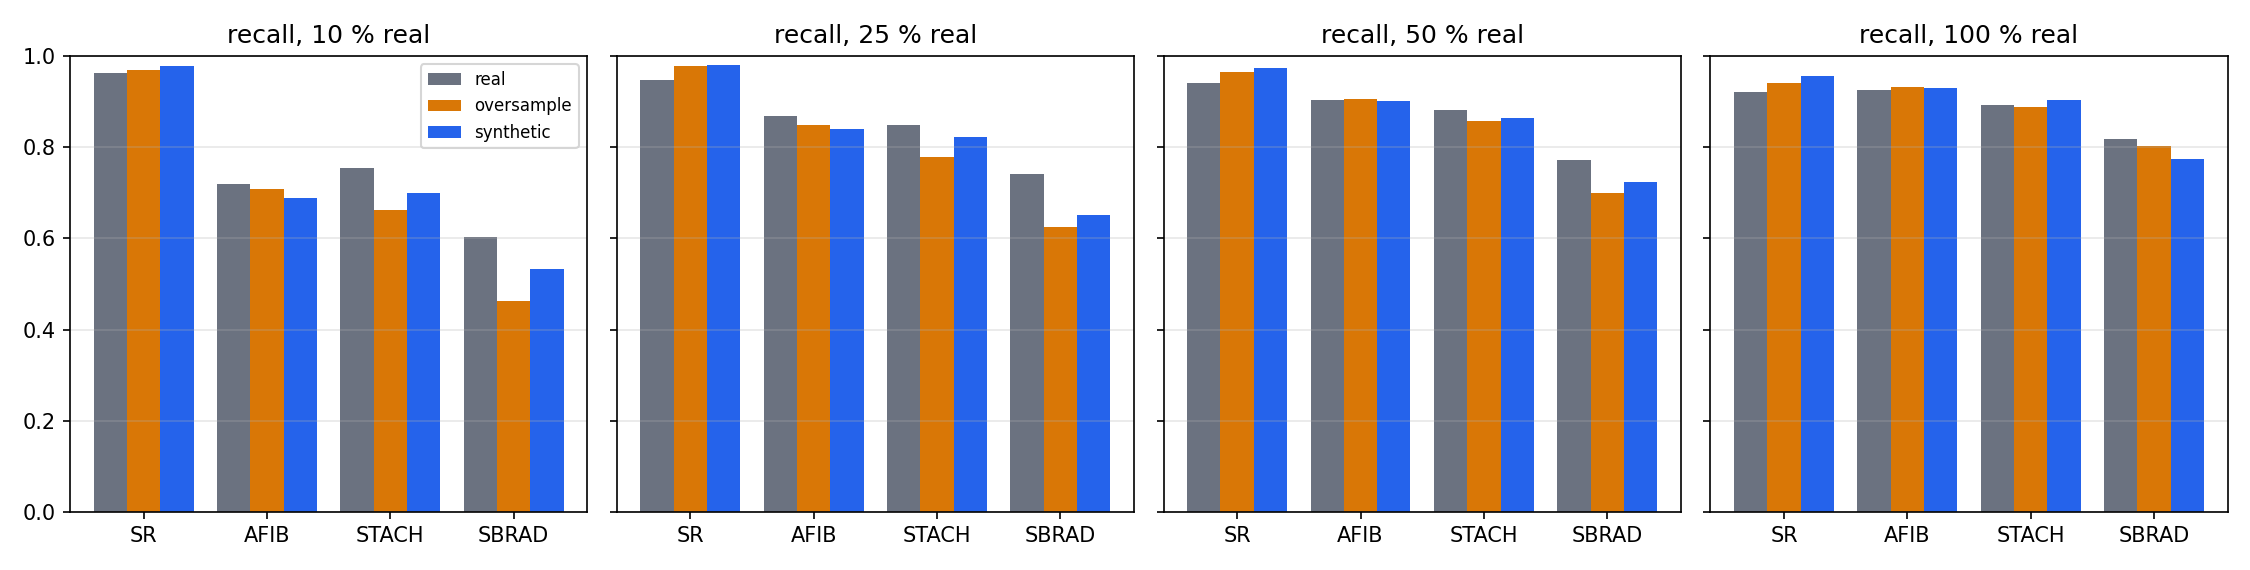 recall, 10 % real
recall, 25 % real
recall, 50 % real
recall, 100 % real
1.0
0.8
0.6
0.4
0.2
0.0
real
oversample
synthetic
SR AFIB STACH SBRAD
SR AFIB STACH SBRAD
SR AFIB STACH SBRAD
SR AFIB STACH SBRAD